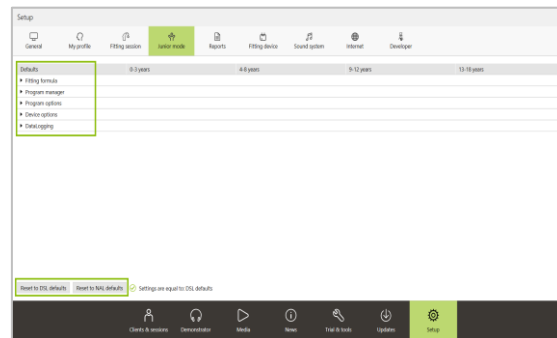 Setup
General My profile Fitting session Junior mode Reports Fitting device Sound system Internet Developer
Defaults 0-3 years 4-8 years 9-12 years 13-18 years
Fitting formula
Program manager
Program options
Device options
DataLogging
Reset to DSL defaults Reset to NAL defaults Settings are equal to DSL defaults
Clients & sessions Demonstrator Media News Trial & tools Updates Setup